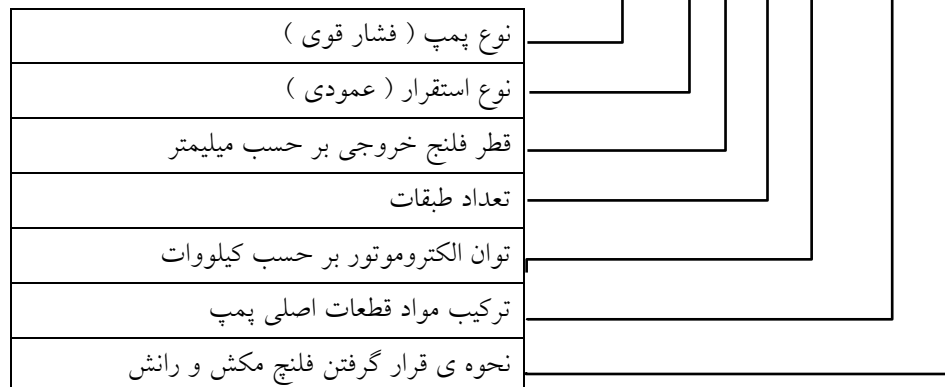 نوع پمپ ( فشار قوی )
نوع استقرار ( عمودی )
قطر فلنج خروجی بر حسب میلیمتر
تعداد طبقات
توان الکتروموتور بر حسب کیلووات
ترکیب مواد قطعات اصلی پمپ
نحوه ی قرار گرفتن فلنچ مکش و رانش